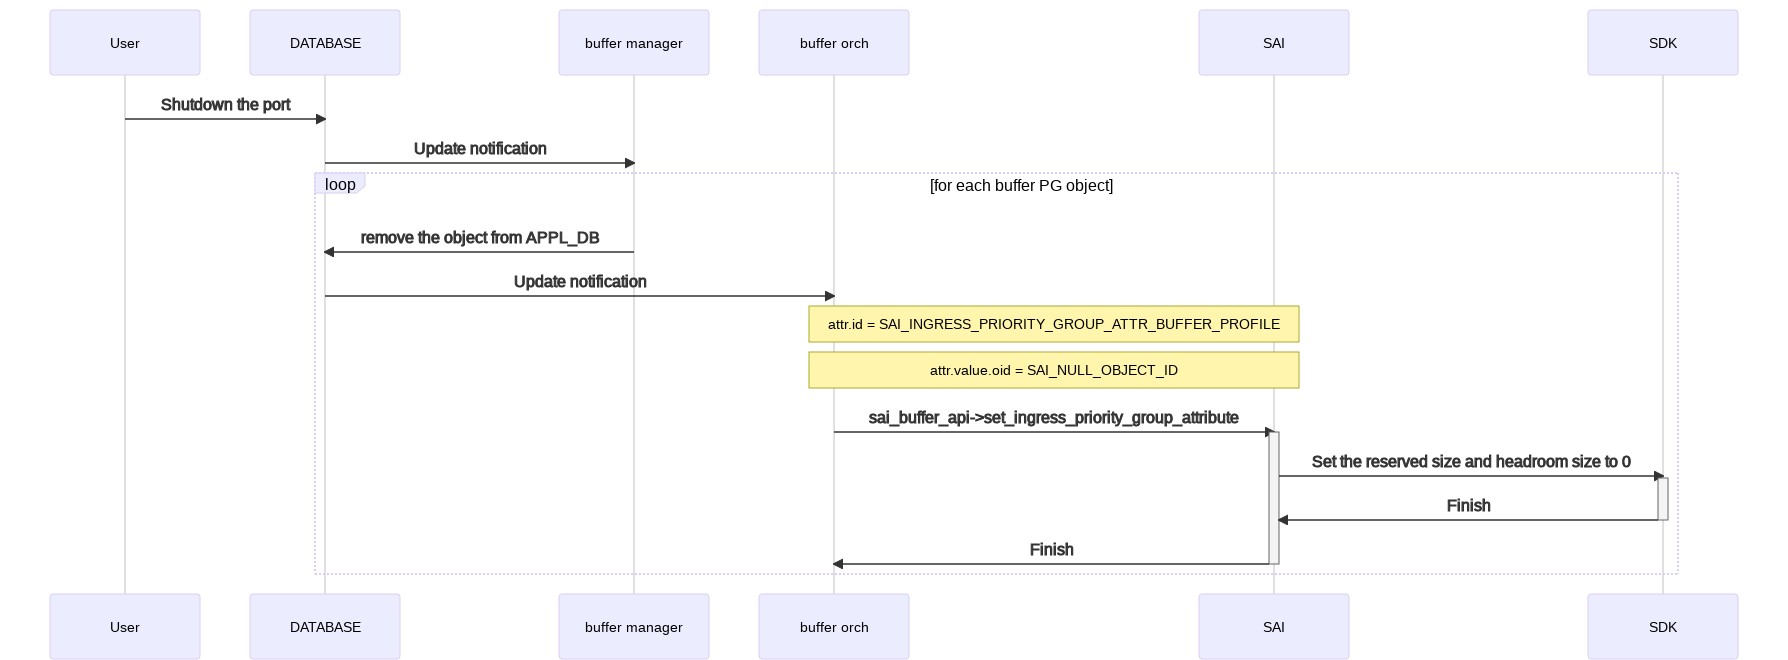 User
DATABASE
buffer manager
buffer orch
SAI
SDK
Shutdown the port
Update notification
loop
[for each buffer PG object]
remove the object from APPL_DB
Update notification
attr.id = SAI_INGRESS_PRIORITY_GROUP_ATTR_BUFFER_PROFILE
attr.value.oid = SAI_NULL_OBJECT_ID
sai_buffer_api->set_ingress_priority_group_attribute
Set the reserved size and headroom size to 0
Finish
Finish
User
DATABASE
buffer manager
buffer orch
SAI
SDK